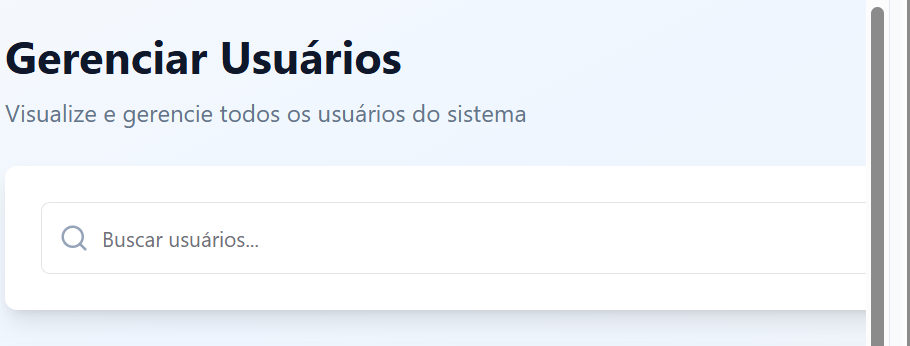 Gerenciar Usuários
Visualize e gerencie todos os usuários do sistema
Buscar usuários...